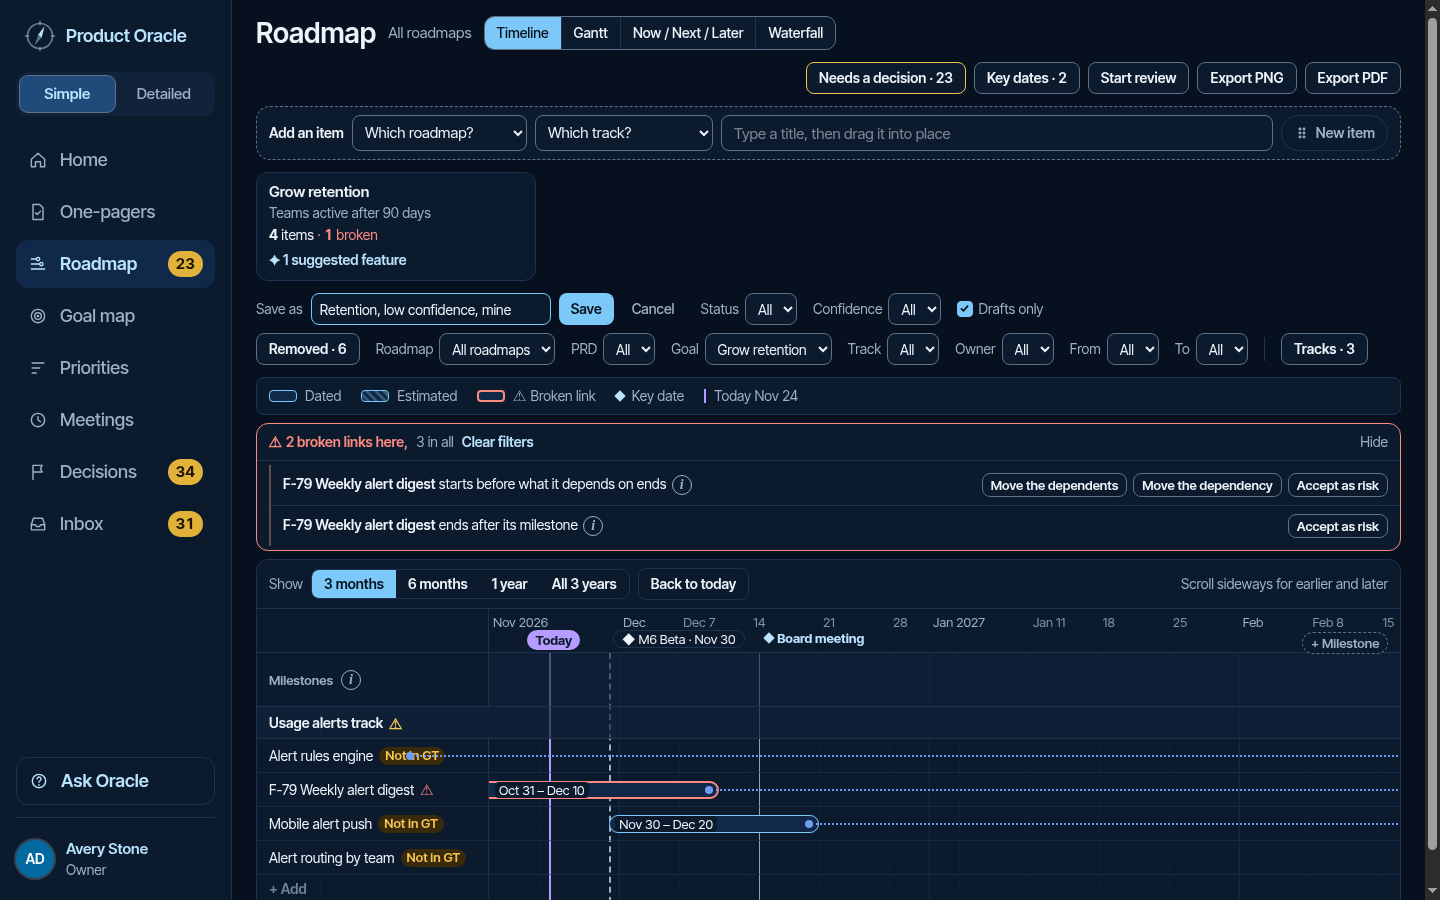 Product Oracle
Simple Detailed
Home
One-pagers
Roadmap 23
Goal map
Priorities
Meetings
Decisions 34
Inbox 31
Ask Oracle
AD
Avery Stone
Owner
Roadmap All roadmaps Timeline Gantt Now / Next / Later Waterfall
Needs a decision · 23 Key dates · 2 Start review Export PNG Export PDF
Add an item Which roadmap? Which track? Type a title, then drag it into place New item
Grow retention
Teams active after 90 days
4 items · 1 broken
1 suggested feature
Save as Retention, low confidence, mine Save Cancel Status All Confidence All Drafts only
Removed · 6 Roadmap All roadmaps PRD All Goal Grow retention Track All Owner All From All To All Tracks · 3
Dated Estimated Broken link Key date Today Nov 24
2 broken links here, 3 in all Clear filters Hide
F-79 Weekly alert digest starts before what it depends on ends i Move the dependents Move the dependency Accept as risk
F-79 Weekly alert digest ends after its milestone i Accept as risk
Show 3 months 6 months 1 year All 3 years Back to today Scroll sideways for earlier and later
Nov 2026 Dec Dec 7 14 21 28 Jan 2027 Jan 11 18 25 Feb Feb 8 15
Today M6 Beta · Nov 30 Board meeting + Milestone
Milestones i
Usage alerts track
Alert rules engine Not in GT
F-79 Weekly alert digest Oct 31 – Dec 10
Mobile alert push Not in GT Nov 30 – Dec 20
Alert routing by team Not in GT
+ Add